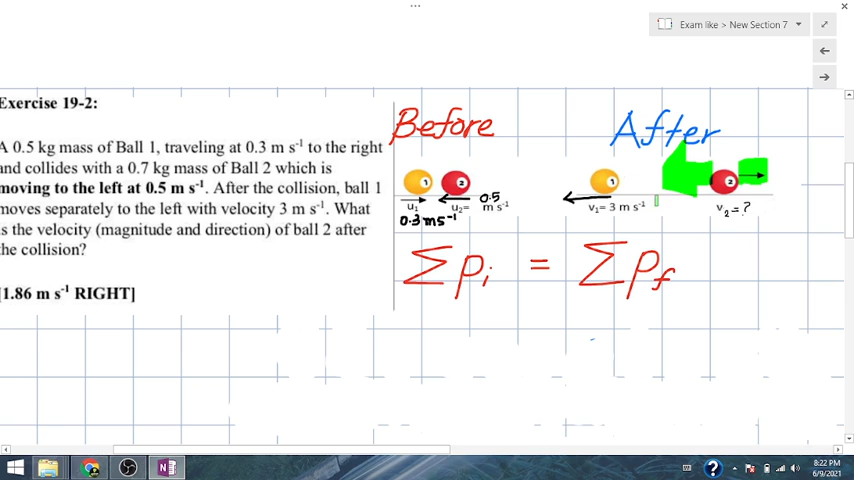 Exam like > New Section 7
Exercise 19-2:
Before
After
A 0.5 kg mass of Ball 1, traveling at 0.3 m s⁻¹ to the right
and collides with a 0.7 kg mass of Ball 2 which is
moving to the left at 0.5 m s⁻¹. After the collision, ball 1
moves separately to the left with velocity 3 m s⁻¹. What
is the velocity (magnitude and direction) of ball 2 after
the collision?
[1.86 m s⁻¹ RIGHT]
1 2 1 2
u₁ u₂= 0.5 m s⁻¹ v₁= 3 m s⁻¹ v₂=?
0.3 ms⁻¹
Σpᵢ = Σp_f
8:22 PM
6/9/2021